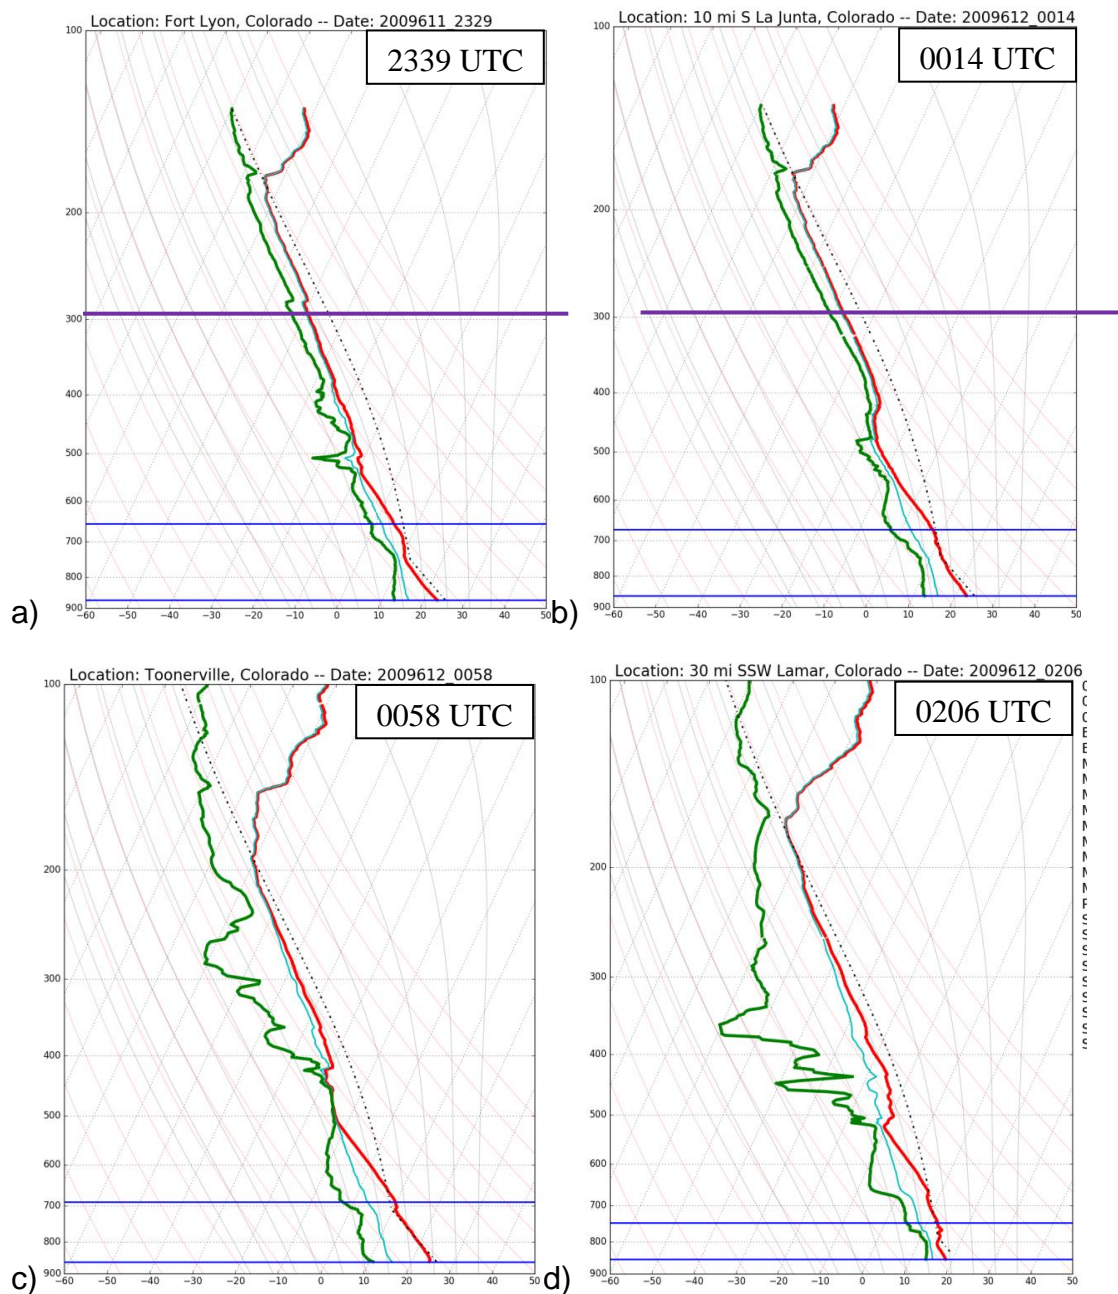 Location: Fort Lyon, Colorado -- Date: 2009611_2329
2339 UTC
100
200
300
400
500
600
700
800
900
-60 -50 -40 -30 -20 -10 0 10 20 30 40 50
a)
Location: 10 mi S La Junta, Colorado -- Date: 2009612_0014
0014 UTC
100
200
300
400
500
600
700
800
900
-60 -50 -40 -30 -20 -10 0 10 20 30 40 50
b)
Location: Toonerville, Colorado -- Date: 2009612_0058
0058 UTC
100
200
300
400
500
600
700
800
900
-60 -50 -40 -30 -20 -10 0 10 20 30 40 50
c)
Location: 30 mi SSW Lamar, Colorado -- Date: 2009612_0206
0206 UTC
100
200
300
400
500
600
700
800
900
-60 -50 -40 -30 -20 -10 0 10 20 30 40 50
d)